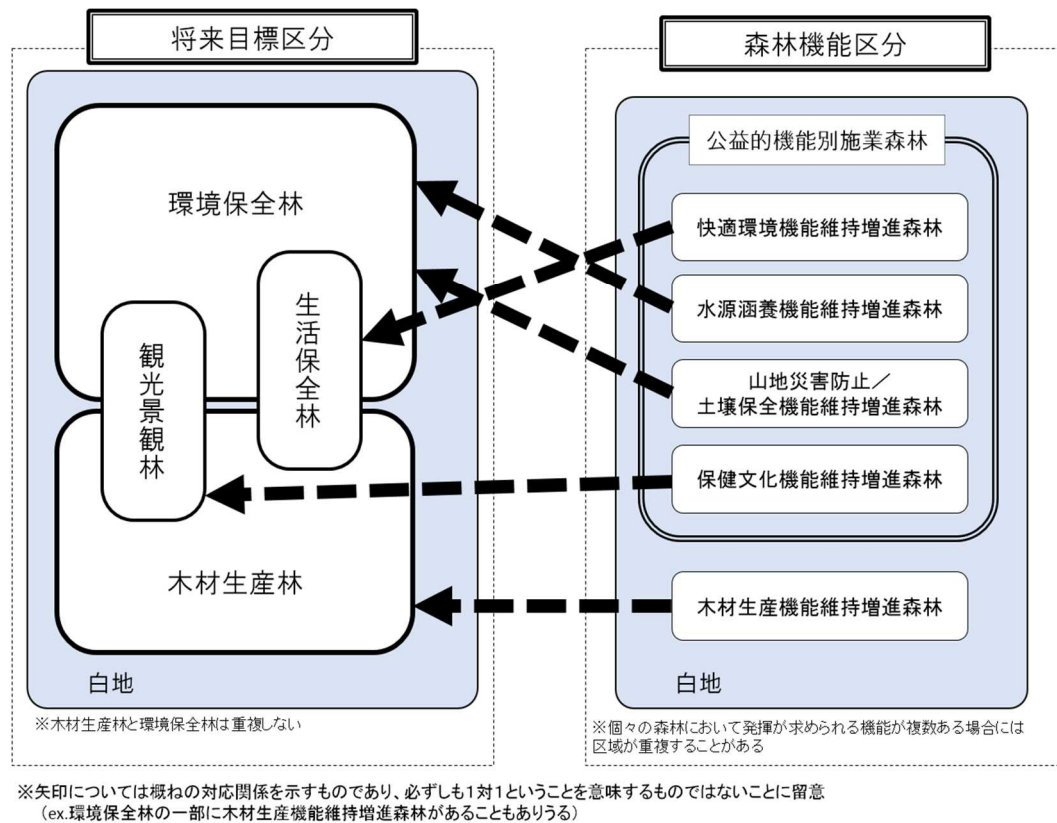 将来目標区分
環境保全林
生活保全林
観光景観林
木材生産林
白地
※木材生産林と環境保全林は重複しない
森林機能区分
公益的機能別施業森林
快適環境機能維持増進森林
水源涵養機能維持増進森林
山地災害防止／
土壌保全機能維持増進森林
保健文化機能維持増進森林
木材生産機能維持増進森林
白地
※個々の森林において発揮が求められる機能が複数ある場合には
区域が重複することがある
※矢印については概ねの対応関係を示すものであり、必ずしも１対１ということを意味するものではないことに留意
（ex.環境保全林の一部に木材生産機能維持増進森林があることもありうる）